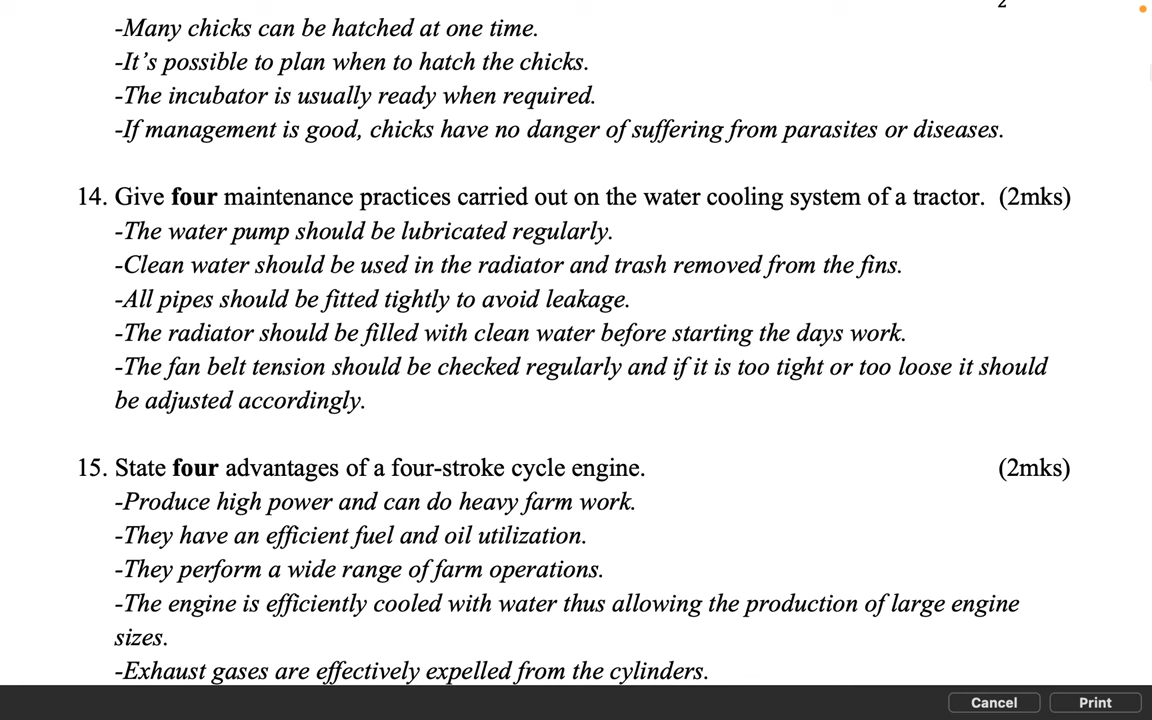 2
-Many chicks can be hatched at one time.
-It’s possible to plan when to hatch the chicks.
-The incubator is usually ready when required.
-If management is good, chicks have no danger of suffering from parasites or diseases.
14. Give four maintenance practices carried out on the water cooling system of a tractor. (2mks)
-The water pump should be lubricated regularly.
-Clean water should be used in the radiator and trash removed from the fins.
-All pipes should be fitted tightly to avoid leakage.
-The radiator should be filled with clean water before starting the days work.
-The fan belt tension should be checked regularly and if it is too tight or too loose it should
be adjusted accordingly.
15. State four advantages of a four-stroke cycle engine. (2mks)
-Produce high power and can do heavy farm work.
-They have an efficient fuel and oil utilization.
-They perform a wide range of farm operations.
-The engine is efficiently cooled with water thus allowing the production of large engine
sizes.
-Exhaust gases are effectively expelled from the cylinders.
Cancel Print